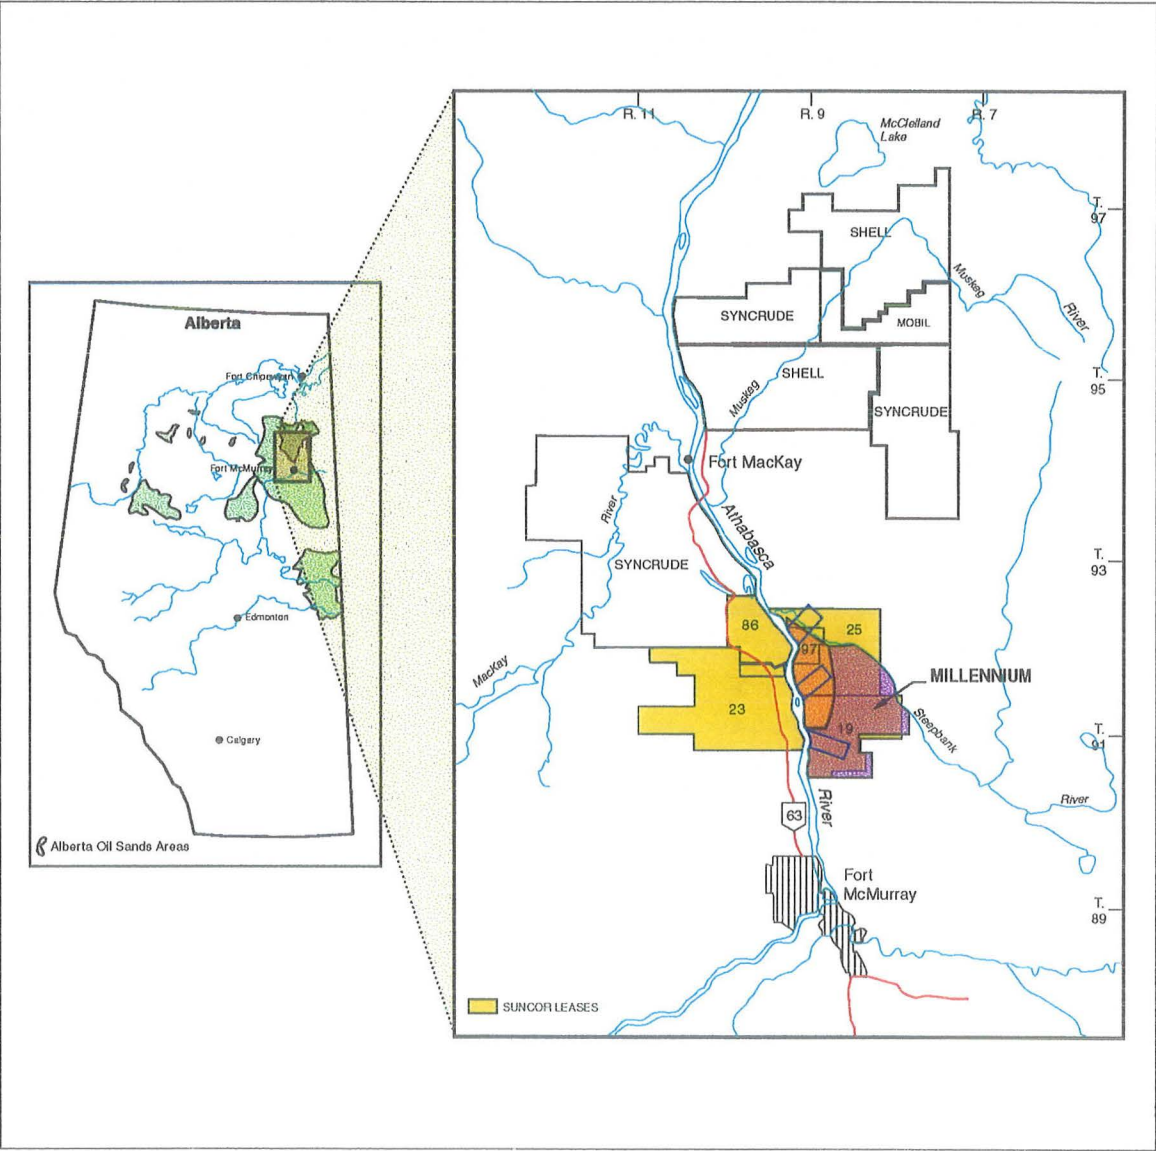 R. 11
R. 9
R. 7
McClelland
Lake
T.
97
SHELL
Muskeg
River
SYNCRUDE
MOBIL
Alberta
SHELL
T.
95
Fort Chipewyan
Muskeg
SYNCRUDE
Fort MacKay
Fort McMurray
River
Athabasca
T.
93
SYNCRUDE
86
25
Edmonton
97
MacKay
MILLENNIUM
23
19
Steepbank
T.
91
Calgary
River
River
63
Alberta Oil Sands Areas
Fort
McMurray
T.
89
SUNCOR LEASES